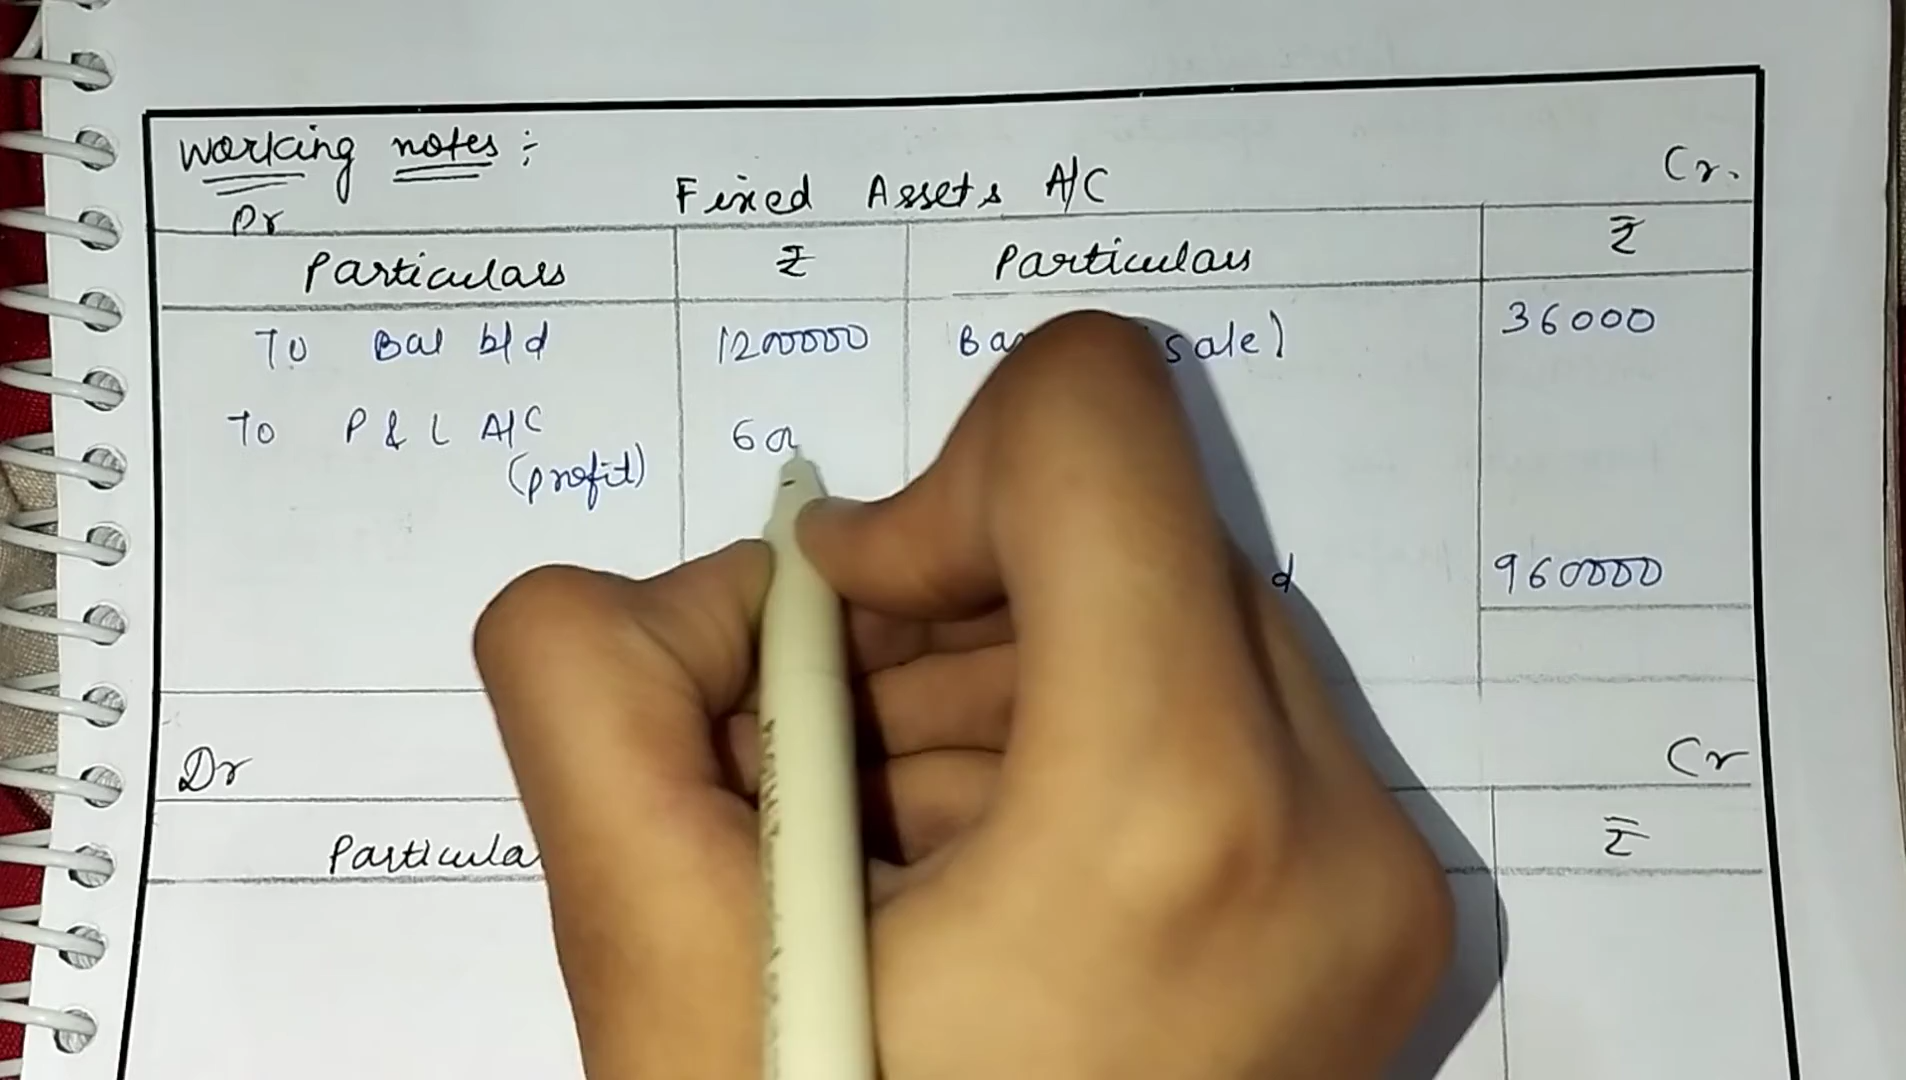 Working notes :
Dr Fixed Assets A/C Cr.
Particulars ₹ Particulars ₹
To Bal b/d 1200000 sale) 36000
To P & L A/C 60
(profit)
d 960000
Dr Cr
Particula ₹